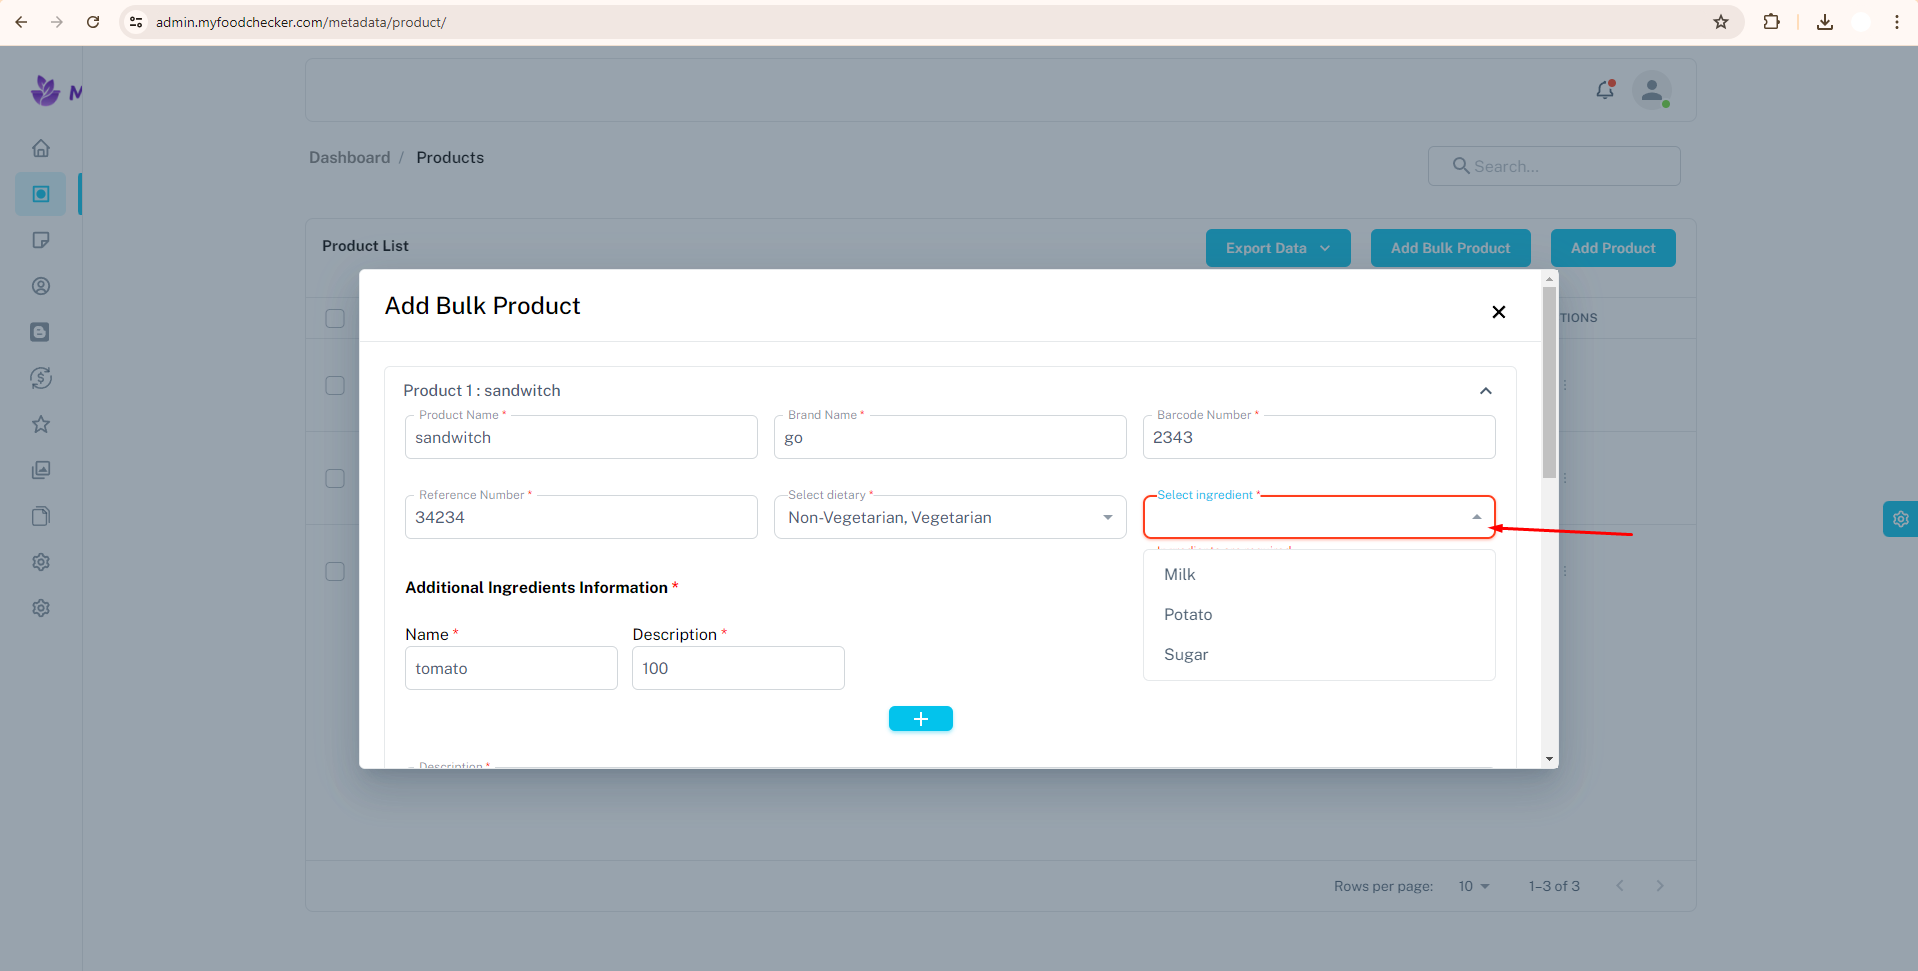 admin.myfoodchecker.com/metadata/product/
M
Dashboard / Products
Search...
Product List
Export Data
Add Bulk Product
Add Product
TIONS
Add Bulk Product
Product 1 : sandwitch
Product Name *
Brand Name *
Barcode Number *
sandwitch
go
2343
Reference Number *
Select dietary *
Select ingredient *
34234
Non-Vegetarian, Vegetarian
Milk
Potato
Sugar
Additional Ingredients Information *
Name *
Description *
tomato
100
Description *
Rows per page: 10
1–3 of 3